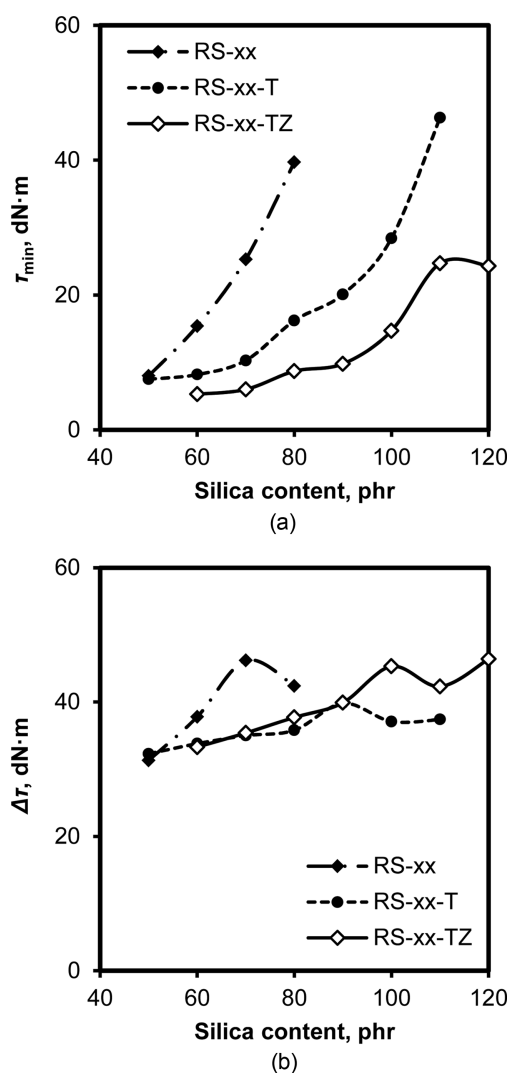 60
40
20
0
τmin, dN·m
RS-xx
RS-xx-T
RS-xx-TZ
40 60 80 100 120
Silica content, phr
(a)
60
40
20
0
Δτ, dN·m
RS-xx
RS-xx-T
RS-xx-TZ
40 60 80 100 120
Silica content, phr
(b)